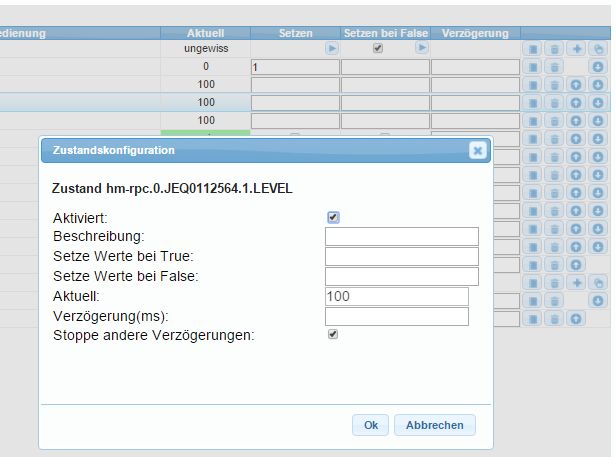 edienung Aktuell Setzen Setzen bei False Verzögerung
ungewiss
0 1
100
100
100
Zustandskonfiguration
Zustand hm-rpc.0.JEQ0112564.1.LEVEL
Aktiviert:
Beschreibung:
Setze Werte bei True:
Setze Werte bei False:
Aktuell: 100
Verzögerung(ms):
Stoppe andere Verzögerungen:
Ok Abbrechen